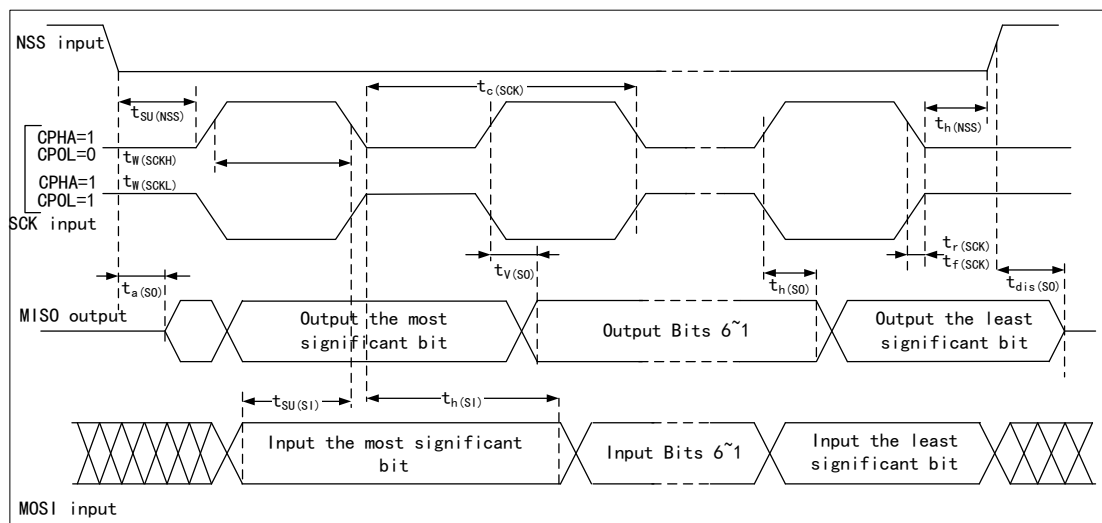 NSS input
tc(SCK)
tSU(NSS)
th(NSS)
CPHA=1
CPOL=0
tW(SCKH)
CPHA=1
tW(SCKL)
CPOL=1
SCK input
tr(SCK)
tV(SO)
tf(SCK)
ta(SO)
th(SO)
tdis(SO)
MISO output
Output the most
significant bit
Output Bits 6~1
Output the least
significant bit
tSU(SI)
th(SI)
Input the most significant
bit
Input Bits 6~1
Input the least
significant bit
MOSI input